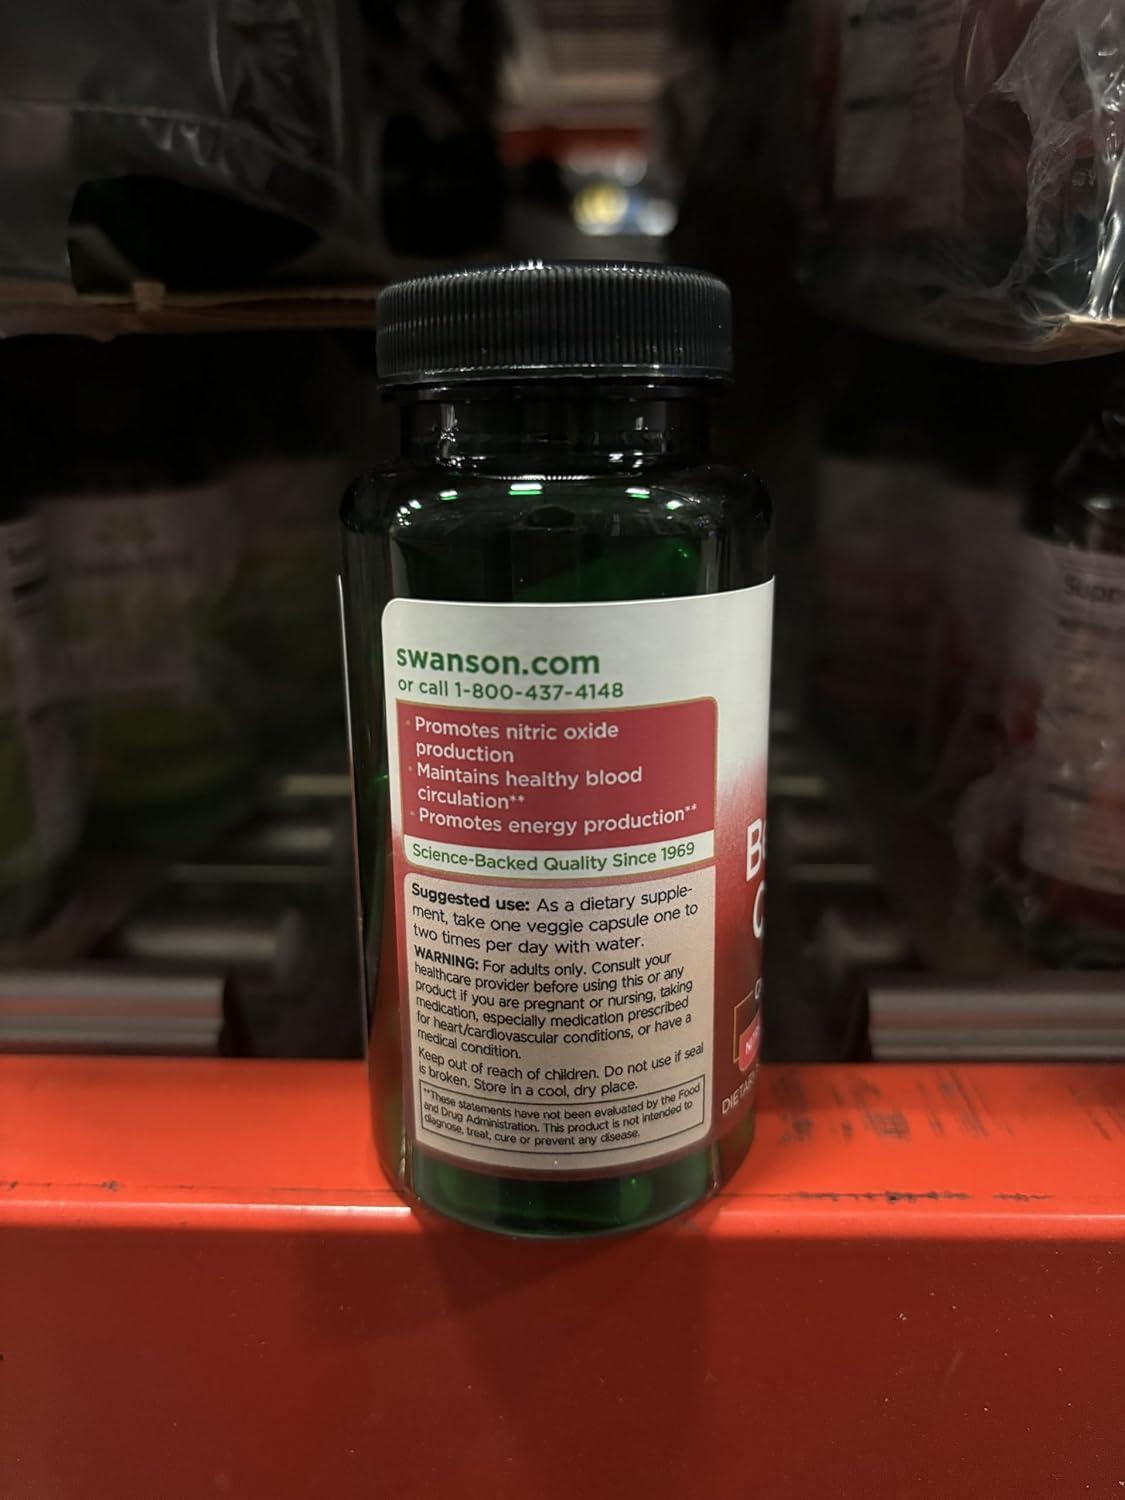 swanson.com
or call 1-800-437-4148
• Promotes nitric oxide
production
• Maintains healthy blood
circulation**
• Promotes energy production**
Science-Backed Quality Since 1969
Suggested use: As a dietary supple-
ment, take one veggie capsule one to
two times per day with water.
WARNING: For adults only. Consult your
healthcare provider before using this or any
product if you are pregnant or nursing, taking
medication, especially medication prescribed
for heart/cardiovascular conditions, or have a
medical condition.
Keep out of reach of children. Do not use if seal
is broken. Store in a cool, dry place.
**These statements have not been evaluated by the Food
and Drug Administration. This product is not intended to
diagnose, treat, cure or prevent any disease.